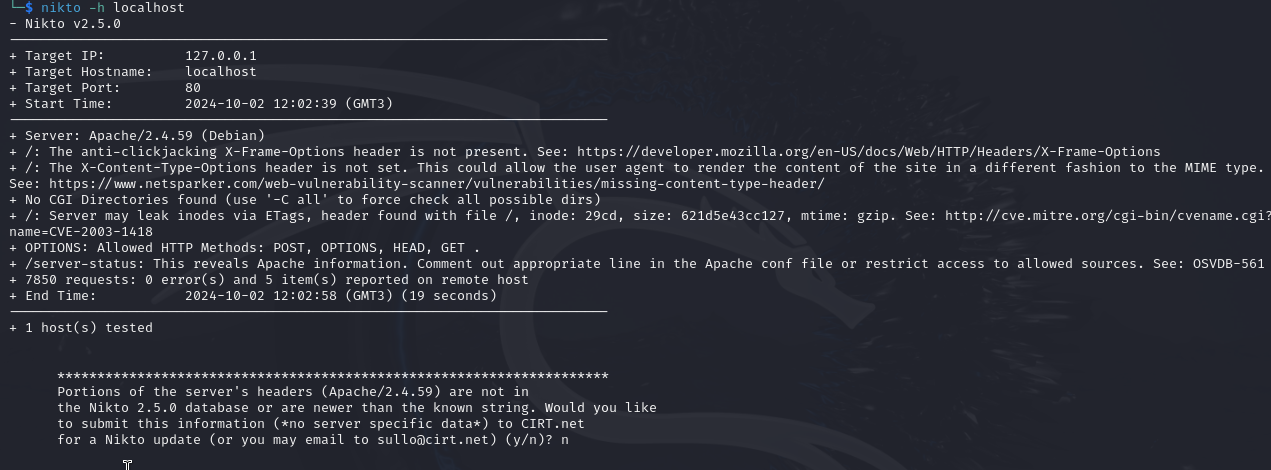 └─$ nikto -h localhost
- Nikto v2.5.0
---------------------------------------------------------------------------
+ Target IP:          127.0.0.1
+ Target Hostname:    localhost
+ Target Port:        80
+ Start Time:         2024-10-02 12:02:39 (GMT3)
---------------------------------------------------------------------------
+ Server: Apache/2.4.59 (Debian)
+ /: The anti-clickjacking X-Frame-Options header is not present. See: https://developer.mozilla.org/en-US/docs/Web/HTTP/Headers/X-Frame-Options
+ /: The X-Content-Type-Options header is not set. This could allow the user agent to render the content of the site in a different fashion to the MIME type.
See: https://www.netsparker.com/web-vulnerability-scanner/vulnerabilities/missing-content-type-header/
+ No CGI Directories found (use '-C all' to force check all possible dirs)
+ /: Server may leak inodes via ETags, header found with file /, inode: 29cd, size: 621d5e43cc127, mtime: gzip. See: http://cve.mitre.org/cgi-bin/cvename.cgi?
name=CVE-2003-1418
+ OPTIONS: Allowed HTTP Methods: POST, OPTIONS, HEAD, GET .
+ /server-status: This reveals Apache information. Comment out appropriate line in the Apache conf file or restrict access to allowed sources. See: OSVDB-561
+ 7850 requests: 0 error(s) and 5 item(s) reported on remote host
+ End Time:           2024-10-02 12:02:58 (GMT3) (19 seconds)
---------------------------------------------------------------------------
+ 1 host(s) tested
*********************************************************************
Portions of the server's headers (Apache/2.4.59) are not in
the Nikto 2.5.0 database or are newer than the known string. Would you like
to submit this information (*no server specific data*) to CIRT.net
for a Nikto update (or you may email to sullo@cirt.net) (y/n)? n